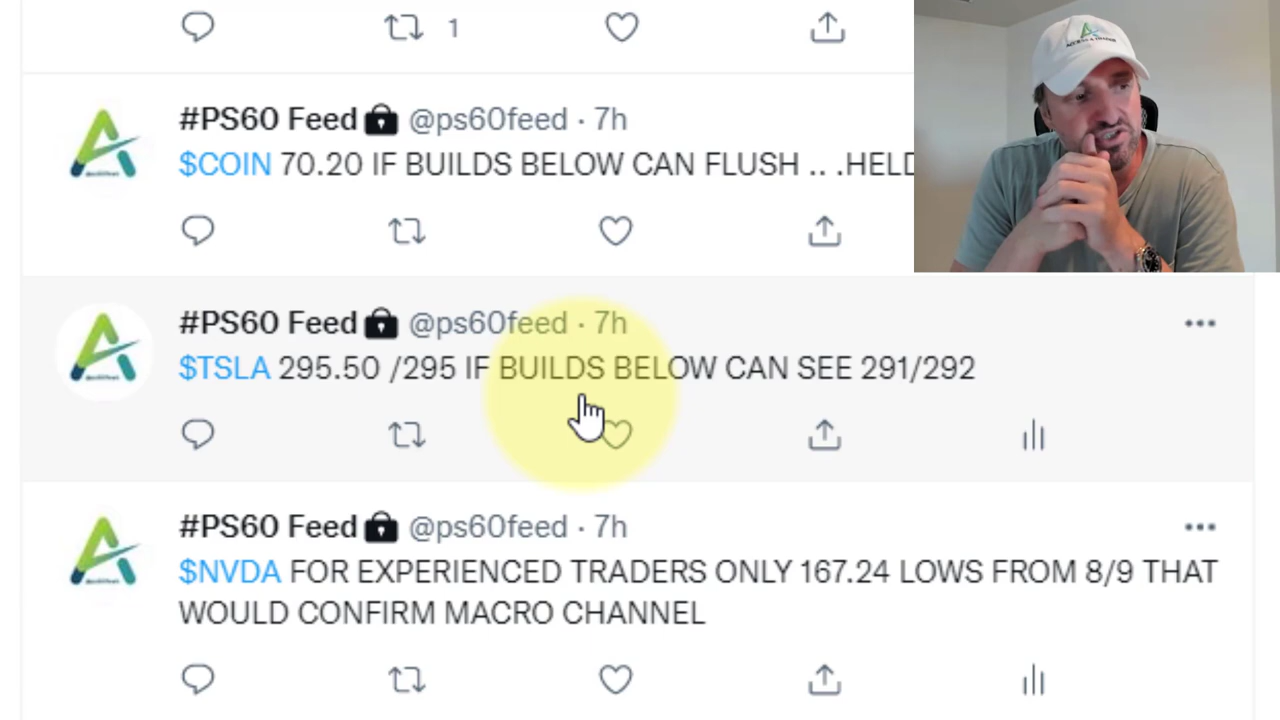 1
#PS60 Feed @ps60feed · 7h
$COIN 70.20 IF BUILDS BELOW CAN FLUSH .. .HELD
#PS60 Feed @ps60feed · 7h
$TSLA 295.50 /295 IF BUILDS BELOW CAN SEE 291/292
#PS60 Feed @ps60feed · 7h
$NVDA FOR EXPERIENCED TRADERS ONLY 167.24 LOWS FROM 8/9 THAT
WOULD CONFIRM MACRO CHANNEL